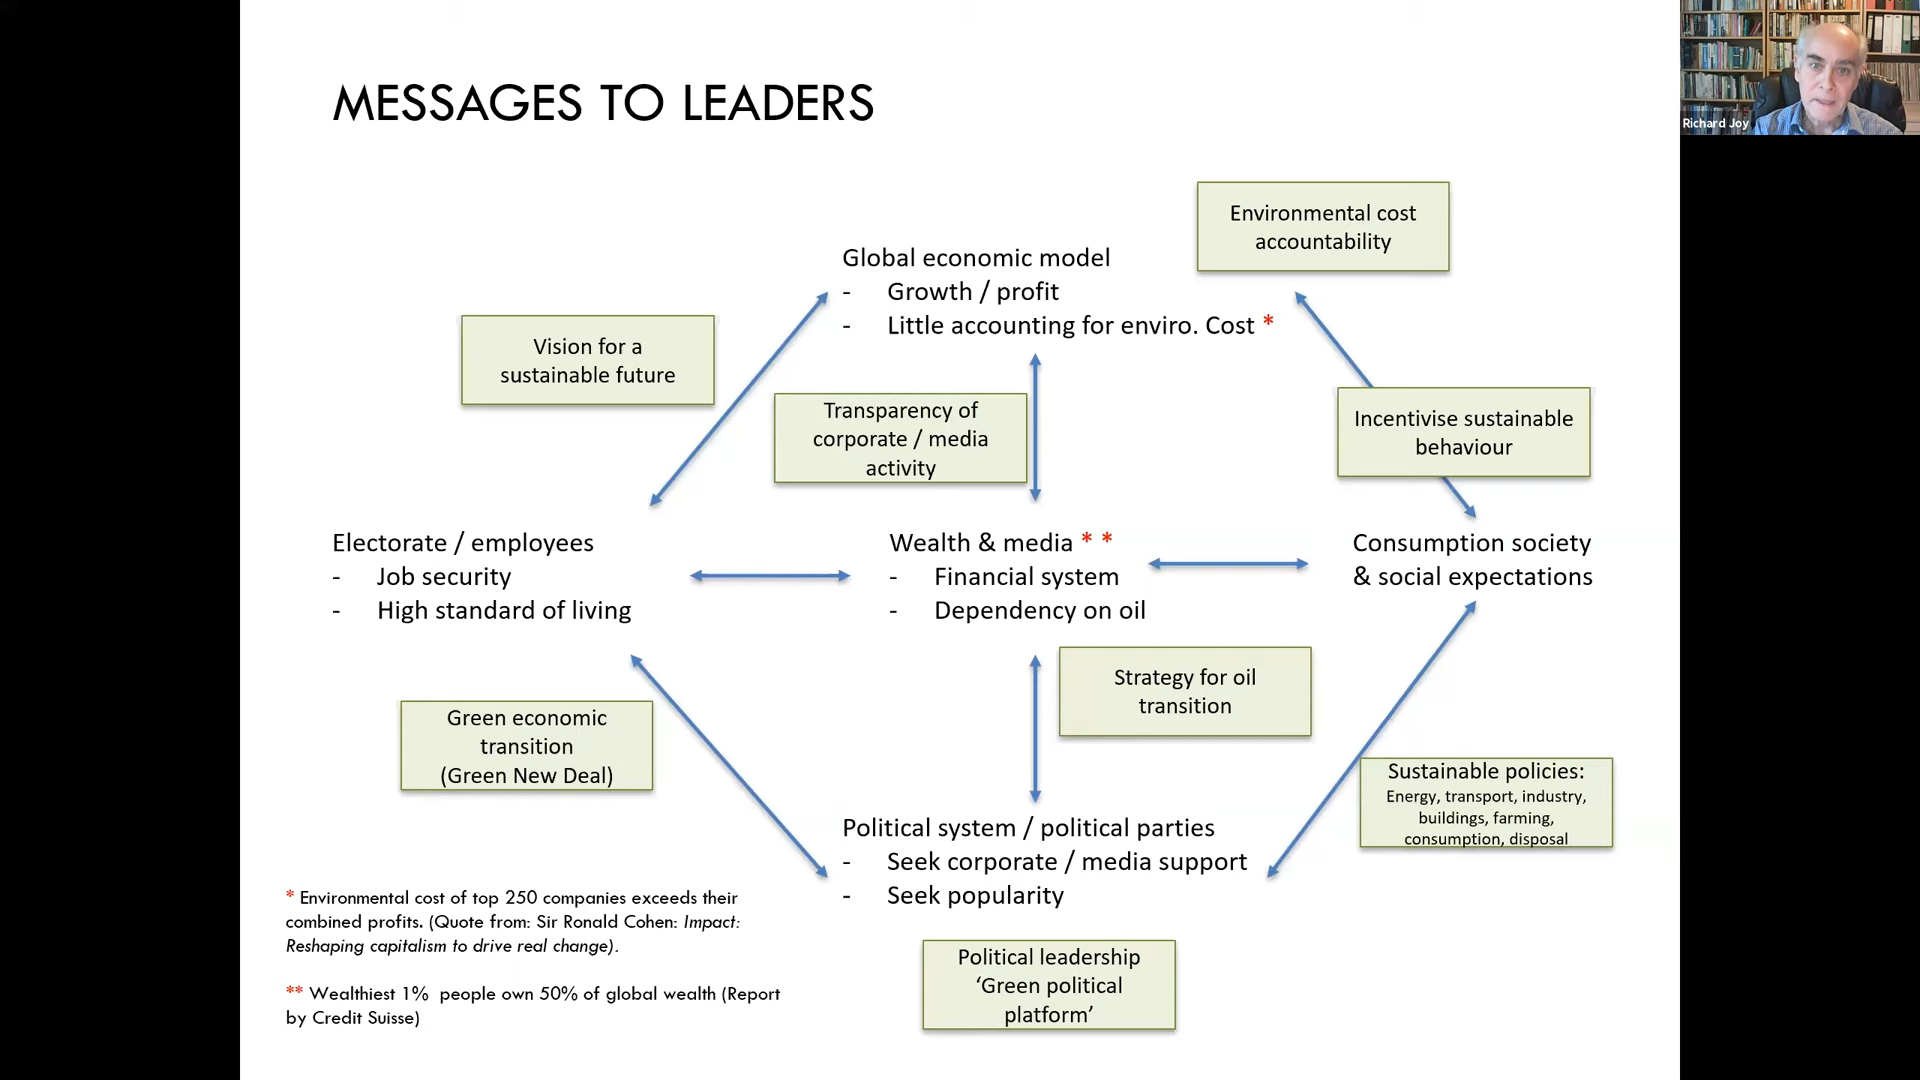 MESSAGES TO LEADERS
Richard Joy
Environmental cost
accountability
Global economic model
- Growth / profit
- Little accounting for enviro. Cost *
Vision for a
sustainable future
Transparency of
corporate / media
activity
Incentivise sustainable
behaviour
Electorate / employees
- Job security
- High standard of living
Wealth & media * *
- Financial system
- Dependency on oil
Consumption society
& social expectations
Strategy for oil
transition
Green economic
transition
(Green New Deal)
Sustainable policies:
Energy, transport, industry,
buildings, farming,
consumption, disposal
Political system / political parties
- Seek corporate / media support
- Seek popularity
* Environmental cost of top 250 companies exceeds their
combined profits. (Quote from: Sir Ronald Cohen: Impact:
Reshaping capitalism to drive real change).
** Wealthiest 1% people own 50% of global wealth (Report
by Credit Suisse)
Political leadership
‘Green political
platform’